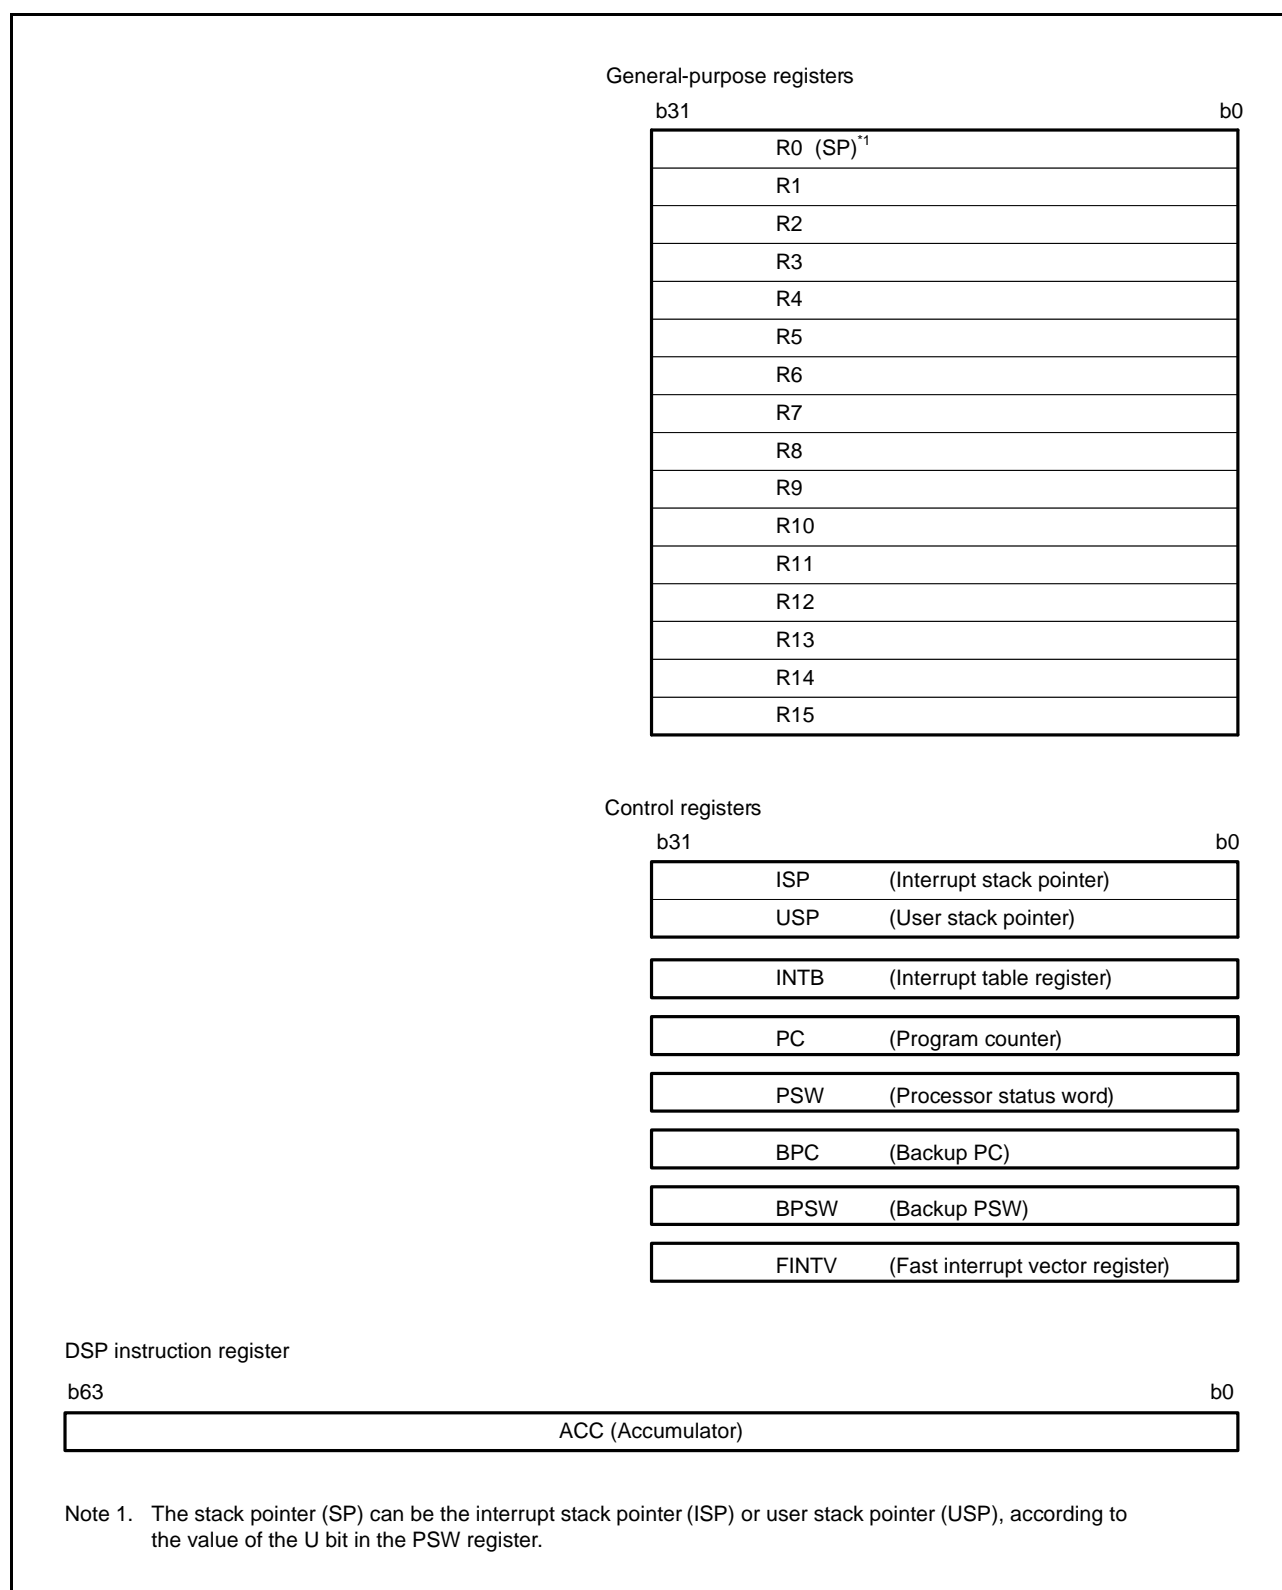 General-purpose registers
b31 b0
R0 (SP)*1
R1
R2
R3
R4
R5
R6
R7
R8
R9
R10
R11
R12
R13
R14
R15
Control registers
b31 b0
ISP (Interrupt stack pointer)
USP (User stack pointer)
INTB (Interrupt table register)
PC (Program counter)
PSW (Processor status word)
BPC (Backup PC)
BPSW (Backup PSW)
FINTV (Fast interrupt vector register)
DSP instruction register
b63 b0
ACC (Accumulator)
Note 1. The stack pointer (SP) can be the interrupt stack pointer (ISP) or user stack pointer (USP), according to
the value of the U bit in the PSW register.